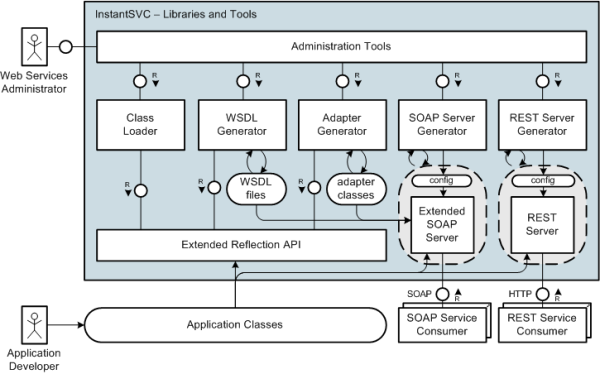 InstantSVC – Libraries and Tools
Administration Tools
Web Services
Administrator
R
R
R
R
R
Class
Loader
WSDL
Generator
Adapter
Generator
SOAP Server
Generator
REST Server
Generator
R
R
R
WSDL
files
adapter
classes
config
config
Extended
SOAP
Server
REST
Server
Extended Reflection API
SOAP
R
HTTP
R
Application Classes
SOAP Service
Consumer
REST Service
Consumer
Application
Developer